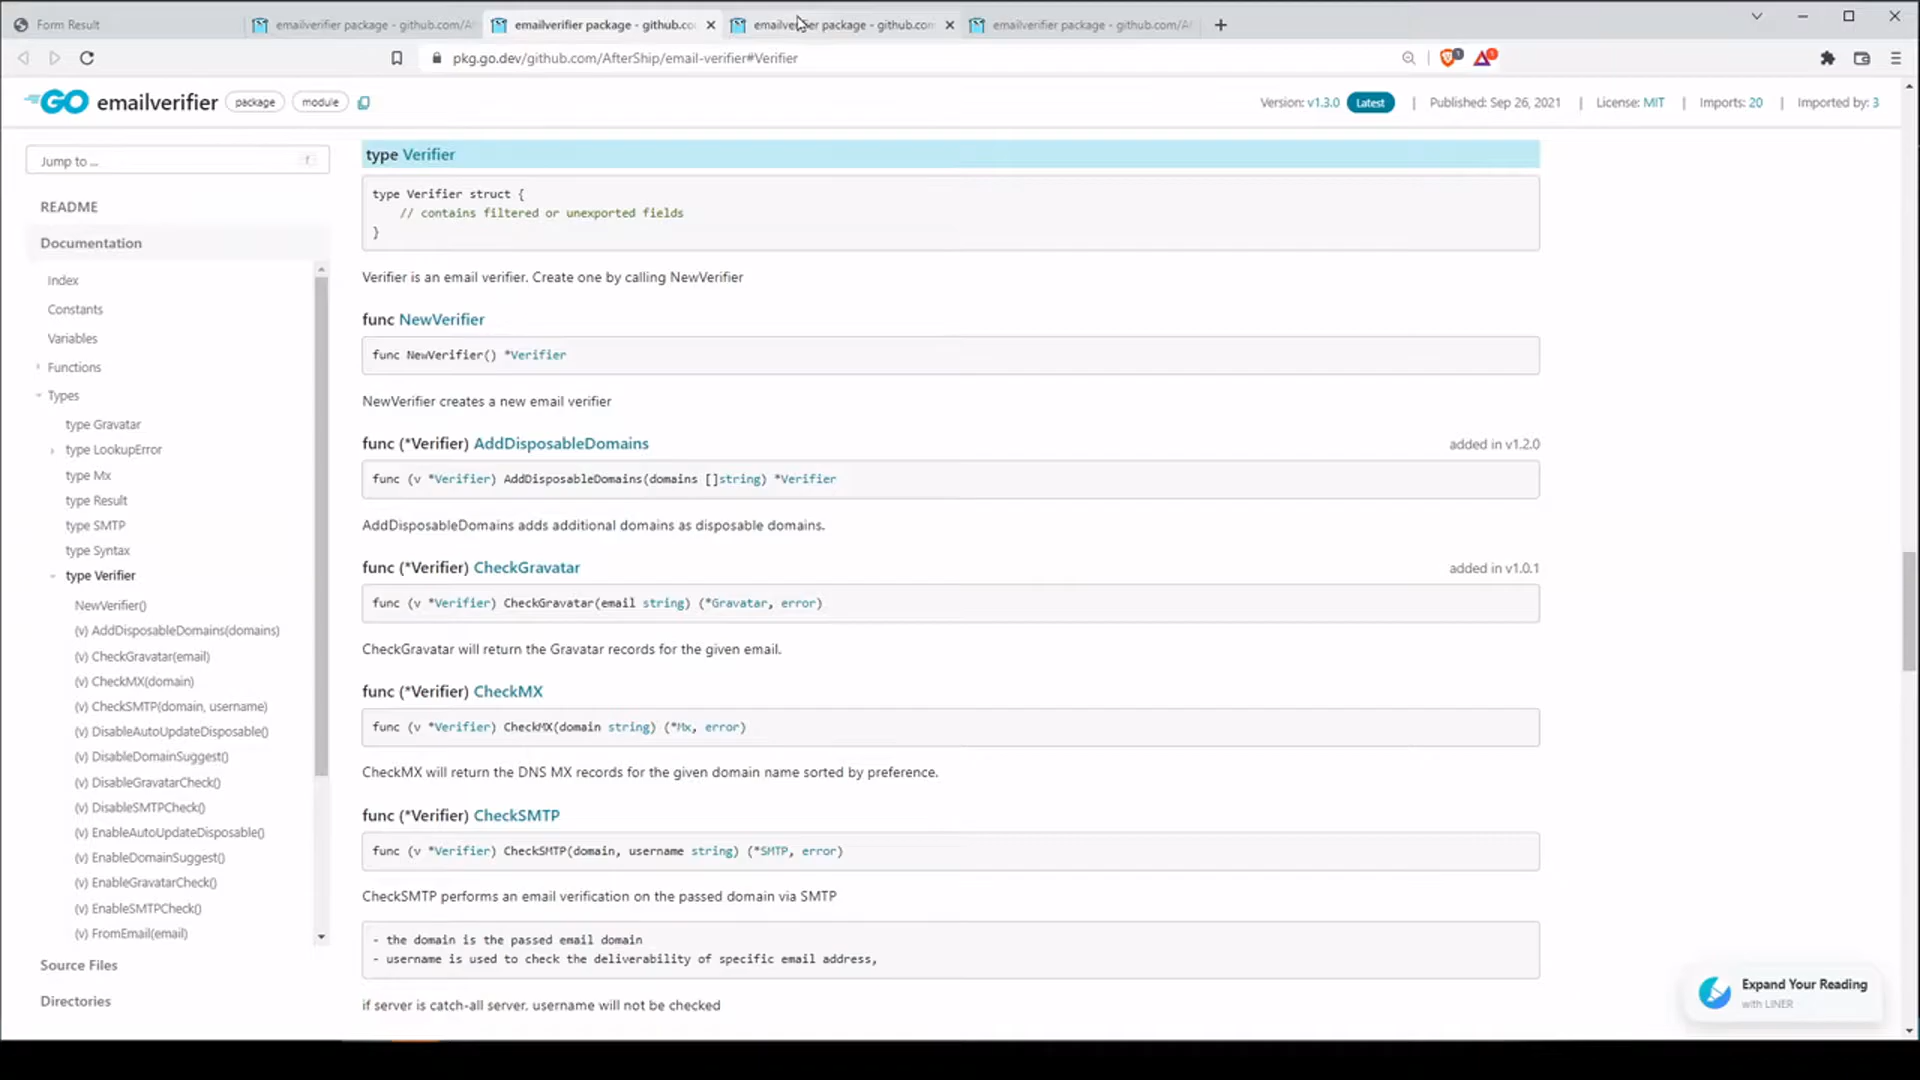 Form Result
emailverifier package - github.com/Af
emailverifier package - github.co
emailverifier package - github.com
emailverifier package - github.com/Af
pkg.go.dev/github.com/AfterShip/email-verifier#Verifier
GO emailverifier package module
Version: v1.3.0 Latest | Published: Sep 26, 2021 | License: MIT | Imports: 20 | Imported by: 3
Jump to ... f
README
Documentation
Index
Constants
Variables
Functions
Types
type Gravatar
type LookupError
type Mx
type Result
type SMTP
type Syntax
type Verifier
NewVerifier()
(v) AddDisposableDomains(domains)
(v) CheckGravatar(email)
(v) CheckMX(domain)
(v) CheckSMTP(domain, username)
(v) DisableAutoUpdateDisposable()
(v) DisableDomainSuggest()
(v) DisableGravatarCheck()
(v) DisableSMTPCheck()
(v) EnableAutoUpdateDisposable()
(v) EnableDomainSuggest()
(v) EnableGravatarCheck()
(v) EnableSMTPCheck()
(v) FromEmail(email)
Source Files
Directories
type Verifier
type Verifier struct {
// contains filtered or unexported fields
}
Verifier is an email verifier. Create one by calling NewVerifier
func NewVerifier
func NewVerifier() *Verifier
NewVerifier creates a new email verifier
func (*Verifier) AddDisposableDomains added in v1.2.0
func (v *Verifier) AddDisposableDomains(domains []string) *Verifier
AddDisposableDomains adds additional domains as disposable domains.
func (*Verifier) CheckGravatar added in v1.0.1
func (v *Verifier) CheckGravatar(email string) (*Gravatar, error)
CheckGravatar will return the Gravatar records for the given email.
func (*Verifier) CheckMX
func (v *Verifier) CheckMX(domain string) (*Mx, error)
CheckMX will return the DNS MX records for the given domain name sorted by preference.
func (*Verifier) CheckSMTP
func (v *Verifier) CheckSMTP(domain, username string) (*SMTP, error)
CheckSMTP performs an email verification on the passed domain via SMTP
- the domain is the passed email domain
- username is used to check the deliverability of specific email address,
if server is catch-all server, username will not be checked
Expand Your Reading
with LINER